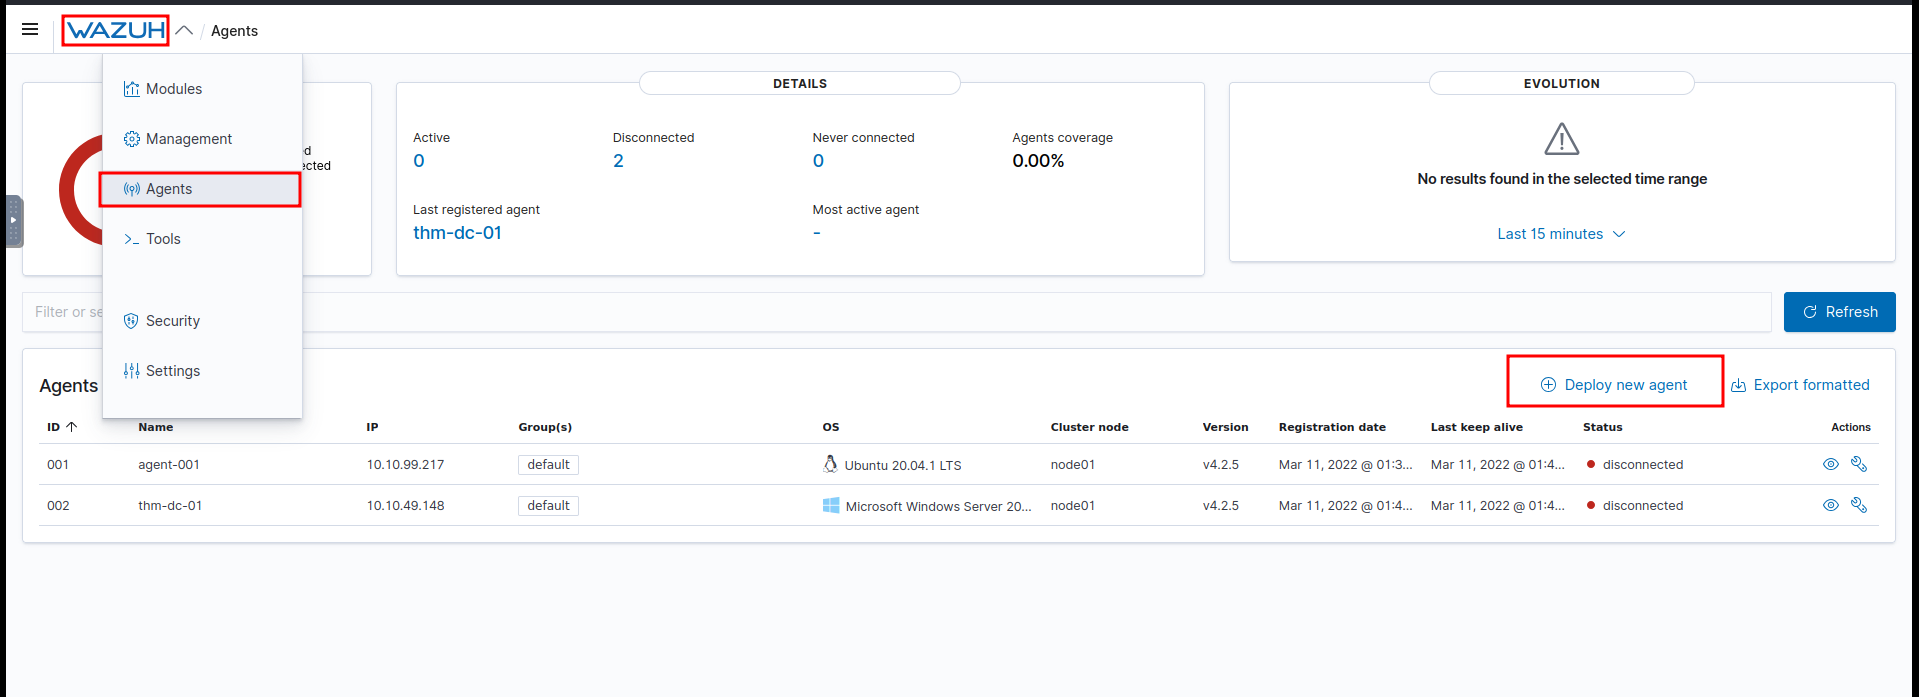 WAZUH / Agents
Modules
Management
Agents
Tools
Security
Settings
d
ected
DETAILS
Active
0
Disconnected
2
Never connected
0
Agents coverage
0.00%
Last registered agent
thm-dc-01
Most active agent
-
EVOLUTION
No results found in the selected time range
Last 15 minutes
Filter or se
Refresh
Agents
Deploy new agent
Export formatted
ID Name IP Group(s) OS Cluster node Version Registration date Last keep alive Status Actions
001 agent-001 10.10.99.217 default Ubuntu 20.04.1 LTS node01 v4.2.5 Mar 11, 2022 @ 01:3... Mar 11, 2022 @ 01:4... disconnected
002 thm-dc-01 10.10.49.148 default Microsoft Windows Server 20... node01 v4.2.5 Mar 11, 2022 @ 01:4... Mar 11, 2022 @ 01:4... disconnected